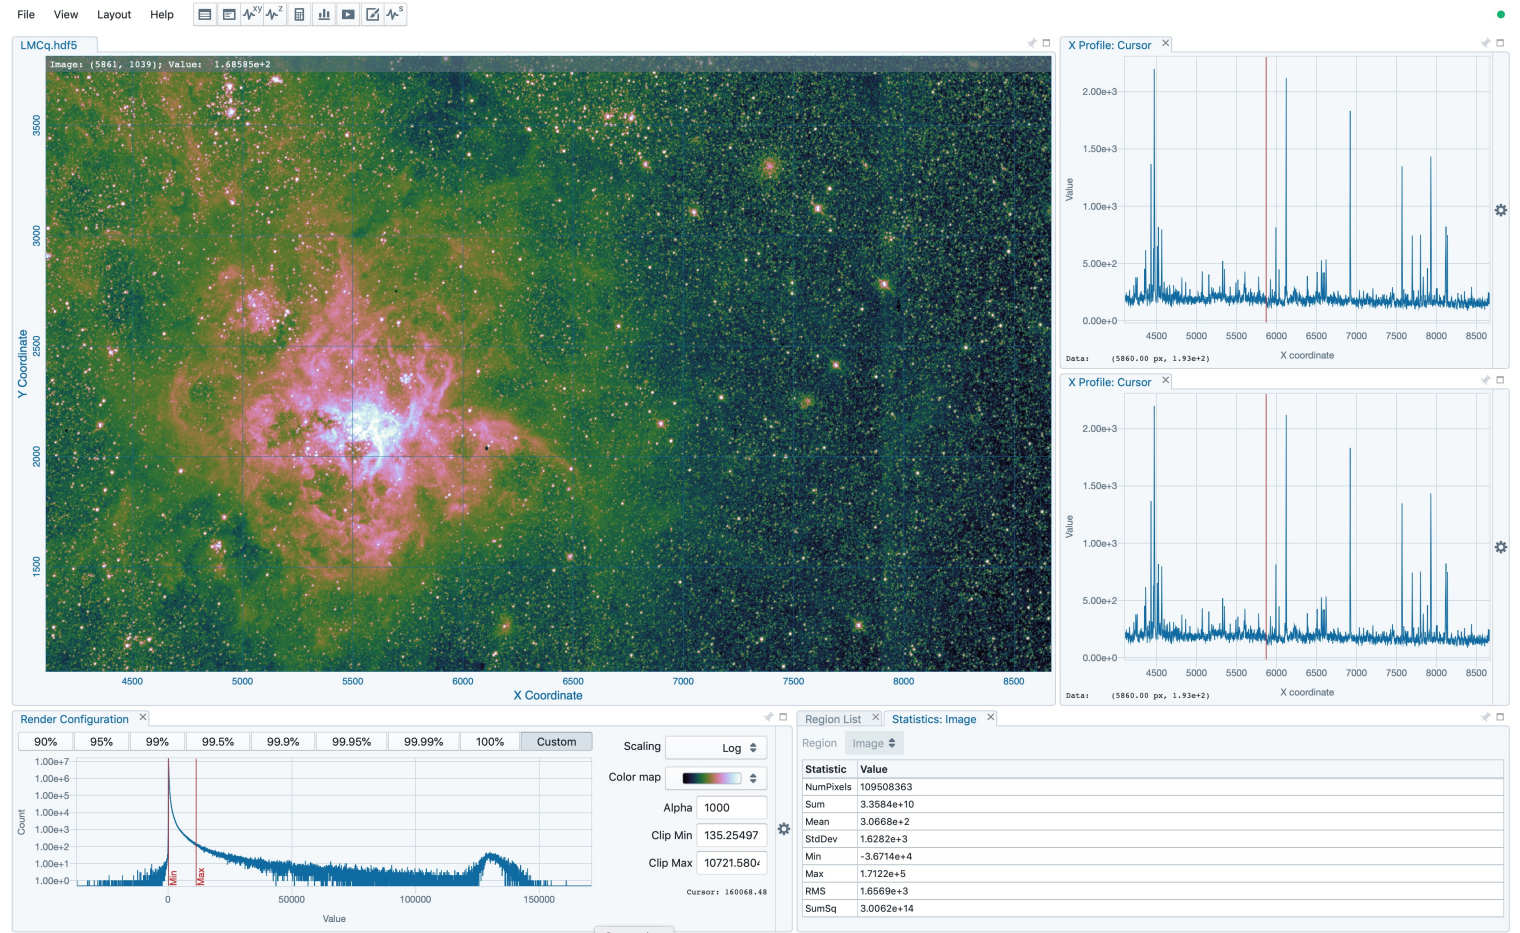 File View Layout Help
xy z s
LMCq.hdf5
Image: (5861, 1039); Value: 1.68585e+2
3500
3000
2500
2000
1500
Y Coordinate
4500 5000 5500 6000 6500 7000 7500 8000 8500
X Coordinate
X Profile: Cursor
2.00e+3
1.50e+3
1.00e+3
5.00e+2
0.00e+0
Value
4500 5000 5500 6000 6500 7000 7500 8000 8500
X coordinate
Data: (5860.00 px, 1.93e+2)
X Profile: Cursor
2.00e+3
1.50e+3
1.00e+3
5.00e+2
0.00e+0
Value
4500 5000 5500 6000 6500 7000 7500 8000 8500
X coordinate
Data: (5860.00 px, 1.93e+2)
Render Configuration
90% 95% 99% 99.5% 99.9% 99.95% 99.99% 100% Custom
1.00e+7
1.00e+6
1.00e+5
1.00e+4
1.00e+3
1.00e+2
1.00e+1
1.00e+0
Count
Min Max
0 50000 100000 150000
Value
Scaling Log
Color map
Alpha 1000
Clip Min 135.25497
Clip Max 10721.580
Cursor: 160068.48
Region List Statistics: Image
Region Image
Statistic Value
NumPixels 109508363
Sum 3.3584e+10
Mean 3.0668e+2
StdDev 1.6282e+3
Min -3.6714e+4
Max 1.7122e+5
RMS 1.6569e+3
SumSq 3.0062e+14